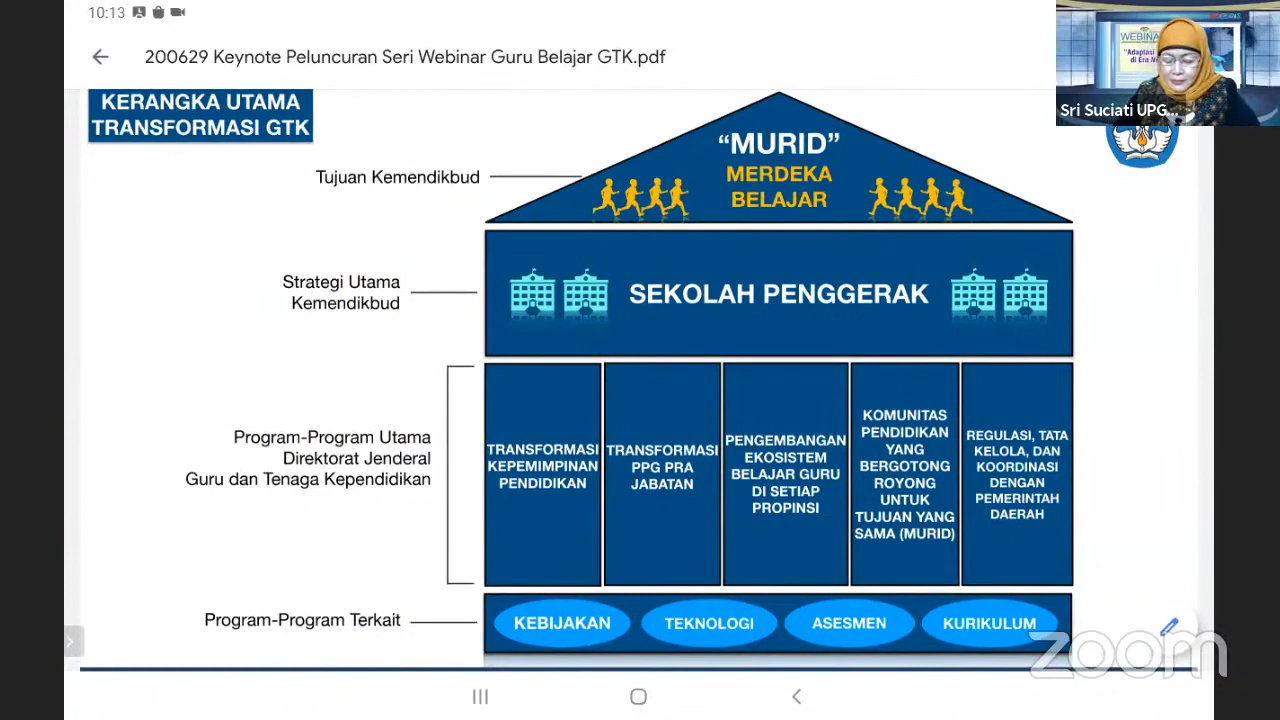 10:13
200629 Keynote Peluncuran Seri Webinar Guru Belajar GTK.pdf
WEBINA
"Adaptasi
di Era N
Sri Suciati UPG...
KERANGKA UTAMA
TRANSFORMASI GTK
Tujuan Kemendikbud
“MURID”
MERDEKA
BELAJAR
Strategi Utama
Kemendikbud
SEKOLAH PENGGERAK
Program-Program Utama
Direktorat Jenderal
Guru dan Tenaga Kependidikan
TRANSFORMASI
KEPEMIMPINAN
PENDIDIKAN
TRANSFORMASI
PPG PRA
JABATAN
PENGEMBANGAN
EKOSISTEM
BELAJAR GURU
DI SETIAP
PROPINSI
KOMUNITAS
PENDIDIKAN
YANG
BERGOTONG
ROYONG
UNTUK
TUJUAN YANG
SAMA (MURID)
REGULASI, TATA
KELOLA, DAN
KOORDINASI
DENGAN
PEMERINTAH
DAERAH
Program-Program Terkait
KEBIJAKAN
TEKNOLOGI
ASESMEN
KURIKULUM
zoom